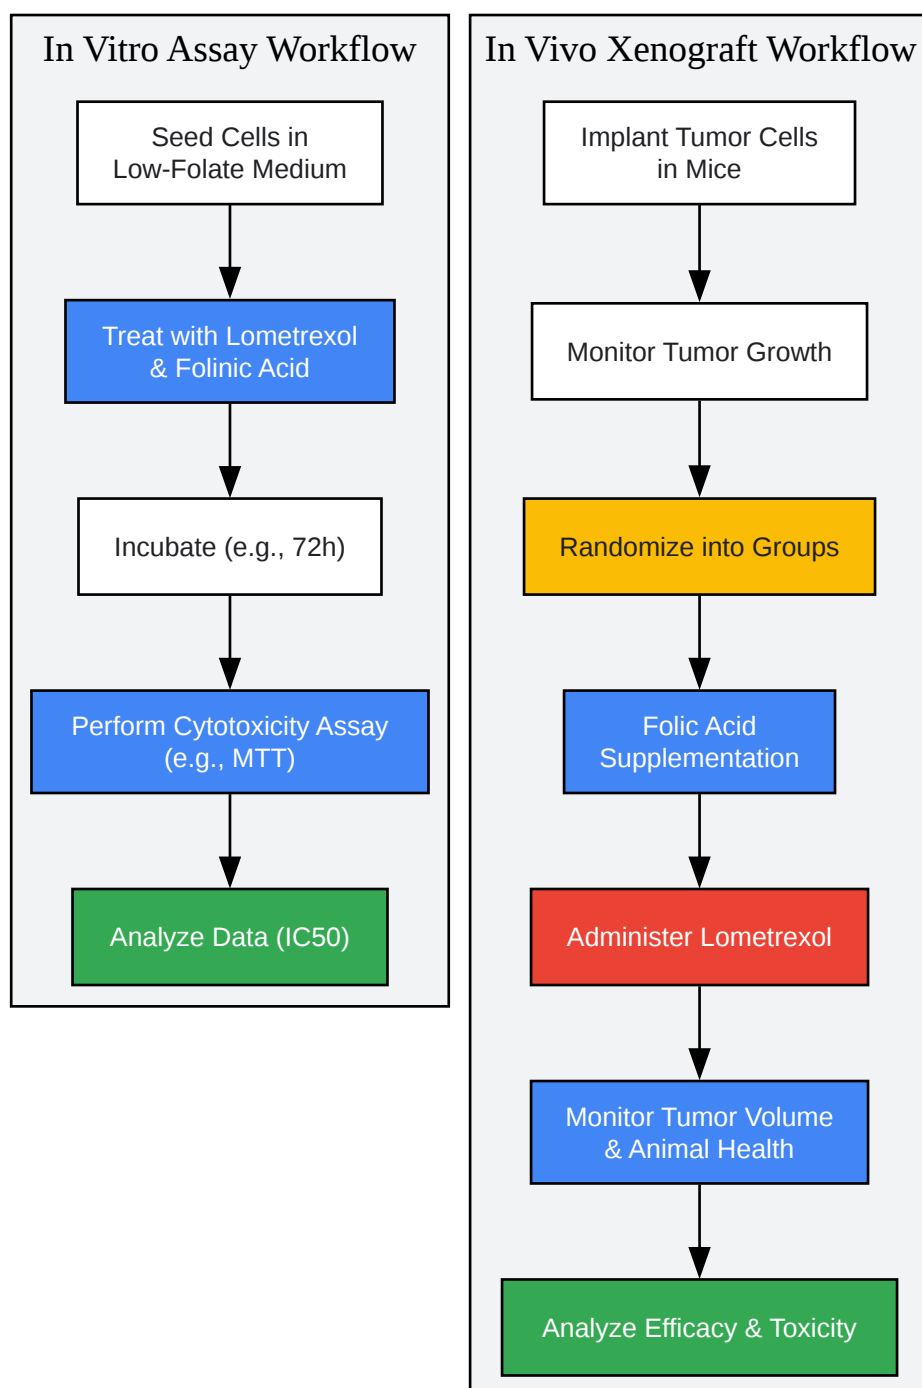 In Vitro Assay Workflow
Seed Cells in
Low-Folate Medium
Treat with Lometrexol
& Folinic Acid
Incubate (e.g., 72h)
Perform Cytotoxicity Assay
(e.g., MTT)
Analyze Data (IC50)
In Vivo Xenograft Workflow
Implant Tumor Cells
in Mice
Monitor Tumor Growth
Randomize into Groups
Folic Acid
Supplementation
Administer Lometrexol
Monitor Tumor Volume
& Animal Health
Analyze Efficacy & Toxicity